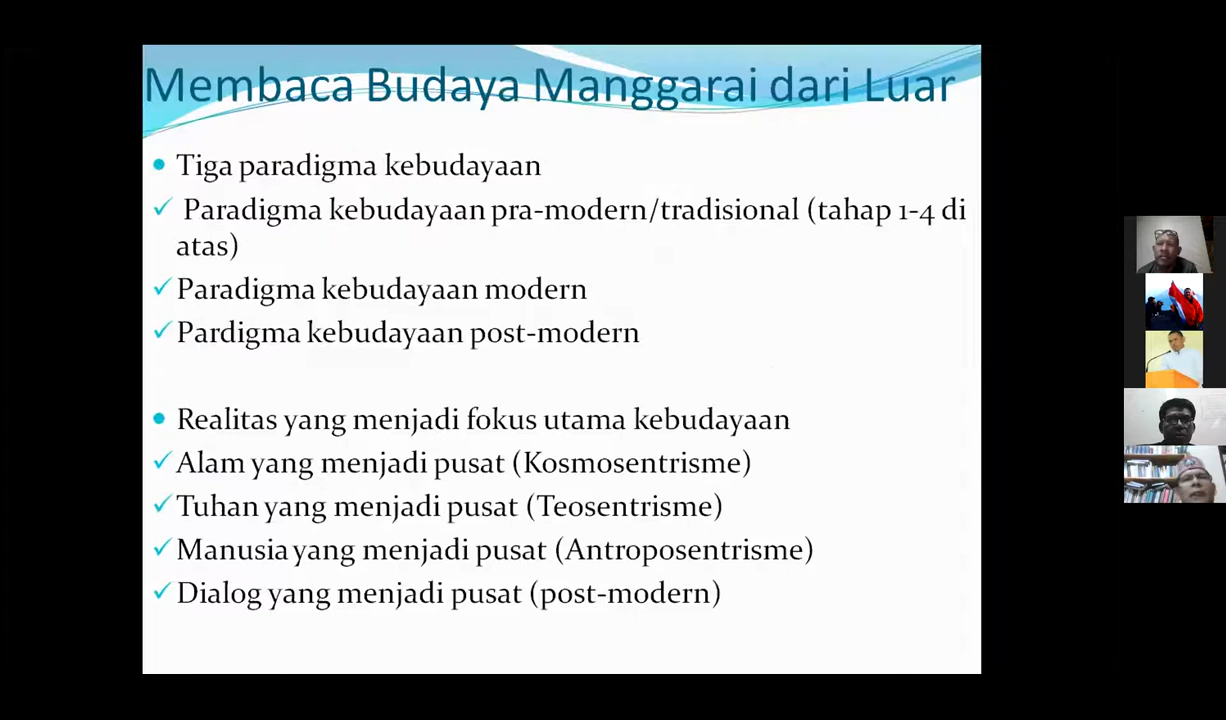 Membaca Budaya Manggarai dari Luar
• Tiga paradigma kebudayaan
✓ Paradigma kebudayaan pra-modern/tradisional (tahap 1-4 di
atas)
✓ Paradigma kebudayaan modern
✓ Pardigma kebudayaan post-modern
• Realitas yang menjadi fokus utama kebudayaan
✓ Alam yang menjadi pusat (Kosmosentrisme)
✓ Tuhan yang menjadi pusat (Teosentrisme)
✓ Manusia yang menjadi pusat (Antroposentrisme)
✓ Dialog yang menjadi pusat (post-modern)